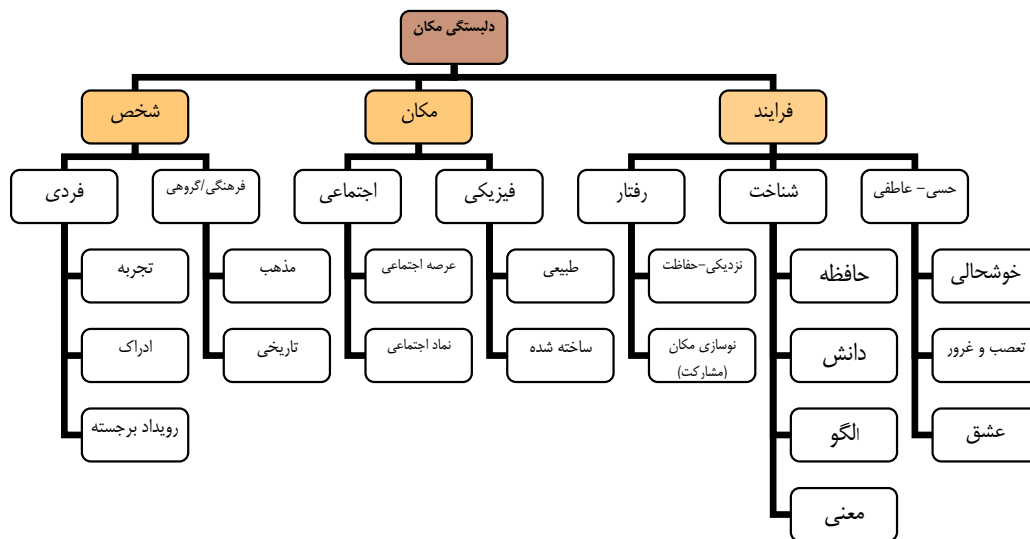 دلبستگی مکان
فرایند
مکان
شخص
حسی- عاطفی
شناخت
رفتار
فیزیکی
اجتماعی
فرهنگی/گروهی
فردی
خوشحالی
حافظه
نزدیکی-حفاظت
طبیعی
عرصه اجتماعی
مذهب
تجربه
تعصب و غرور
دانش
نوسازی مکان
(مشارکت)
ساخته شده
نماد اجتماعی
تاریخی
ادراک
عشق
الگو
رویداد برجسته
معنی